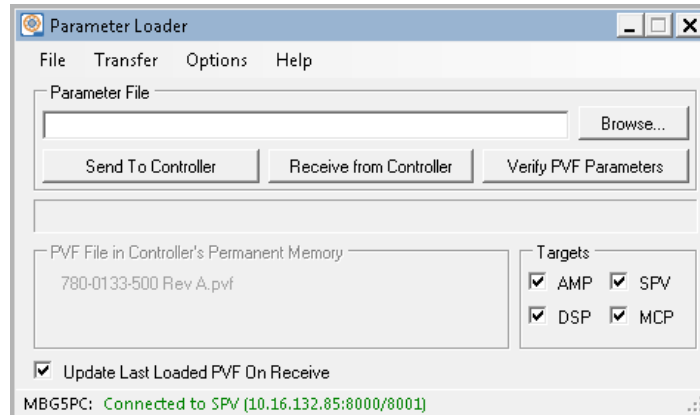 Parameter Loader
File Transfer Options Help
Parameter File
Browse...
Send To Controller Receive from Controller Verify PVF Parameters
PVF File in Controller's Permanent Memory Targets
780-0133-500 Rev A.pvf AMP SPV
DSP MCP
Update Last Loaded PVF On Receive
MBG5PC: Connected to SPV (10.16.132.85:8000/8001)